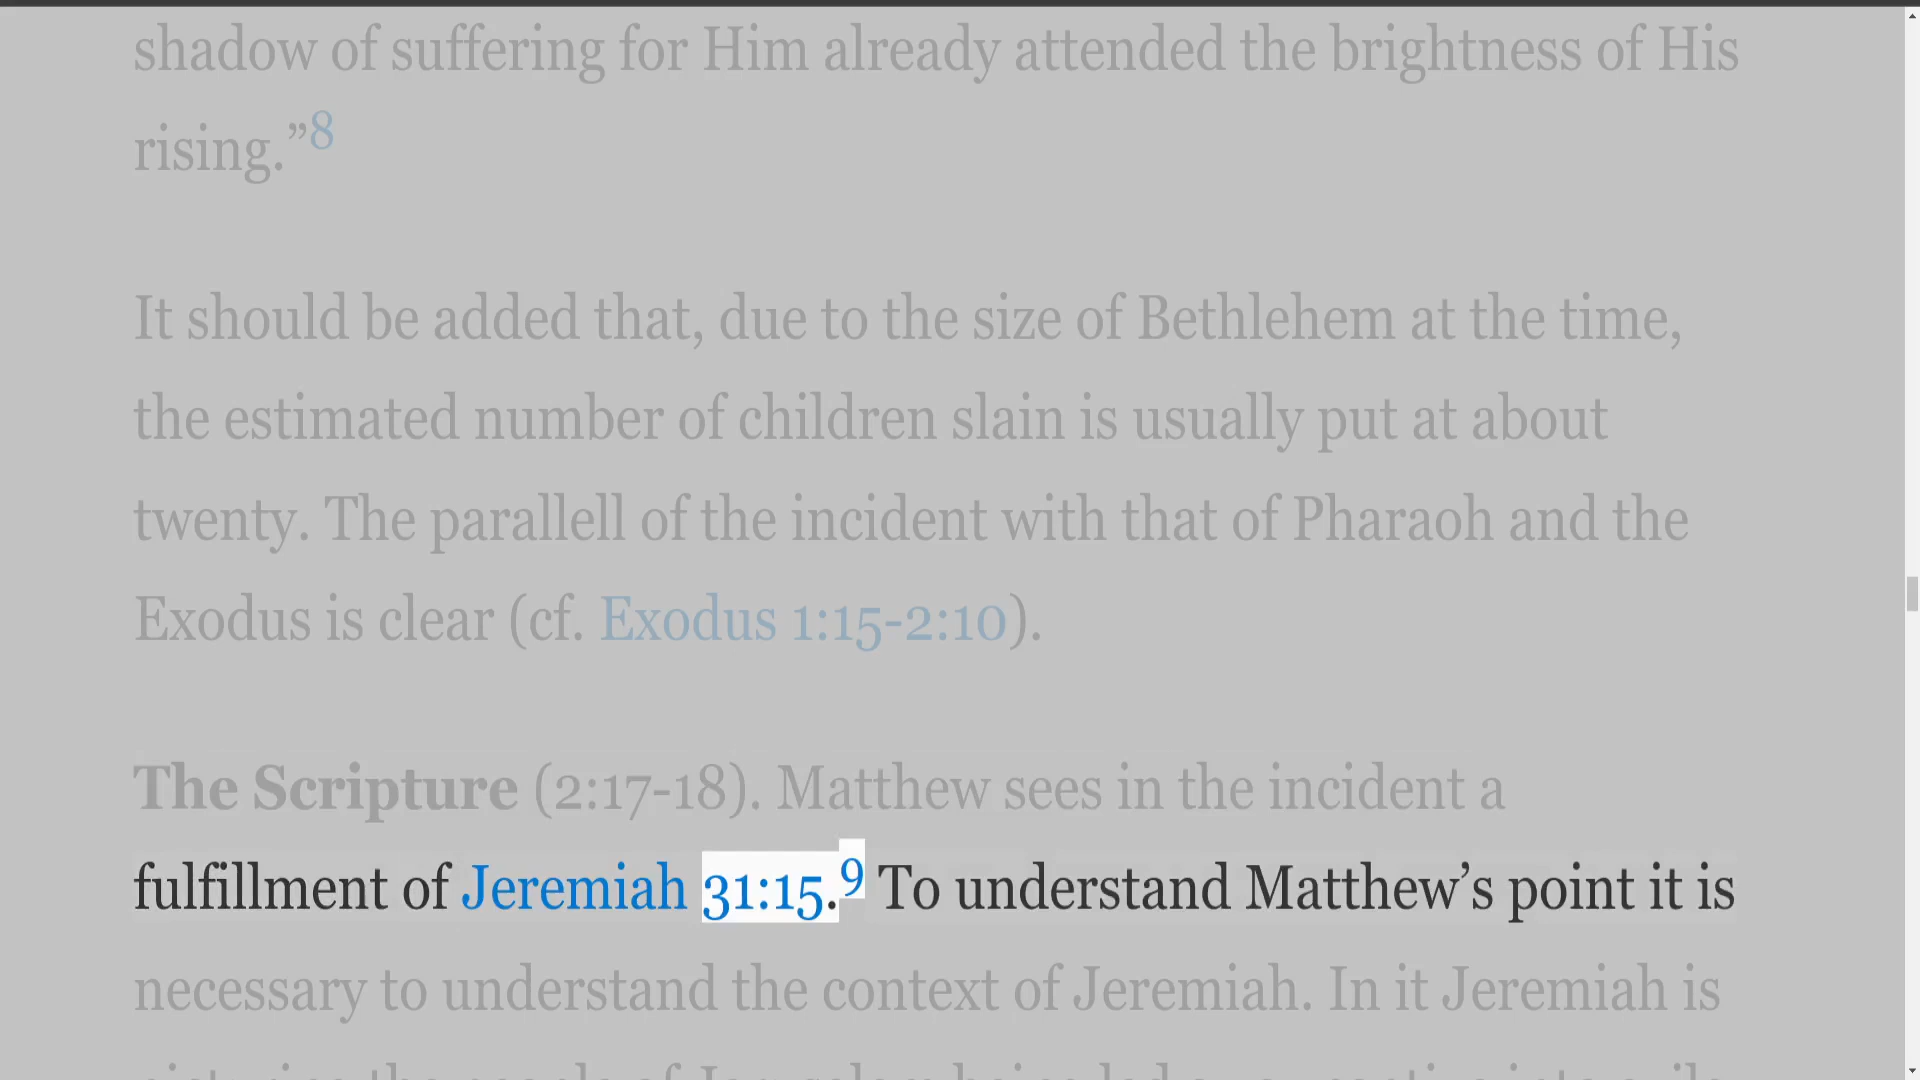 shadow of suffering for Him already attended the brightness of His
rising.”8
It should be added that, due to the size of Bethlehem at the time,
the estimated number of children slain is usually put at about
twenty. The parallell of the incident with that of Pharaoh and the
Exodus is clear (cf. Exodus 1:15-2:10).
The Scripture (2:17-18). Matthew sees in the incident a
fulfillment of Jeremiah 31:15.9 To understand Matthew’s point it is
necessary to understand the context of Jeremiah. In it Jeremiah is